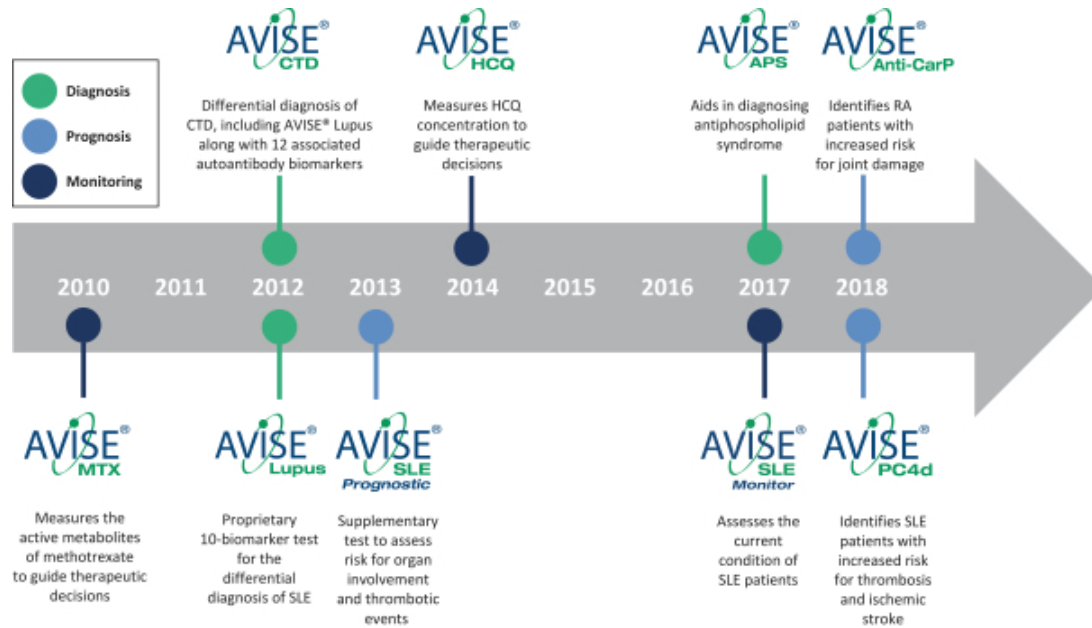 Diagnosis
Prognosis
Monitoring
AVISE®
CTD
Differential diagnosis of
CTD, including AVISE® Lupus
along with 12 associated
autoantibody biomarkers
AVISE®
HCQ
Measures HCQ
concentration to
guide therapeutic
decisions
AVISE®
APS
Aids in diagnosing
antiphospholipid
syndrome
AVISE®
Anti-CarP
Identifies RA
patients with
increased risk
for joint damage
2010 2011 2012 2013 2014 2015 2016 2017 2018
AVISE®
MTX
Measures the
active metabolites
of methotrexate
to guide therapeutic
decisions
AVISE®
Lupus
Proprietary
10-biomarker test
for the
differential
diagnosis of SLE
AVISE®
SLE
Prognostic
Supplementary
test to assess
risk for organ
involvement
and thrombotic
events
AVISE®
SLE
Monitor
Assesses the
current
condition of
SLE patients
AVISE®
PC4d
Identifies SLE
patients with
increased risk
for thrombosis
and ischemic
stroke